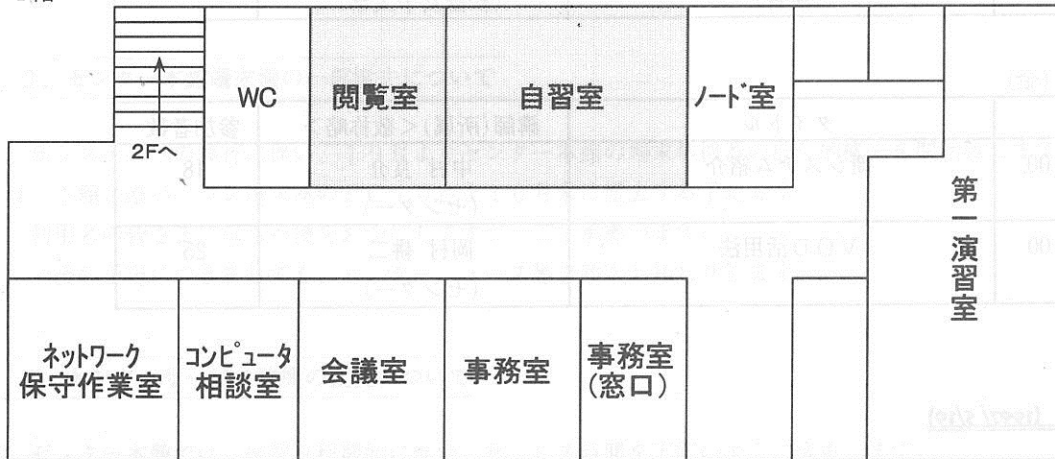 2Fへ
WC
閲覧室
自習室
ノード室
第一演習室
ネットワーク
保守作業室
コンピュータ
相談室
会議室
事務室
事務室
(窓口)